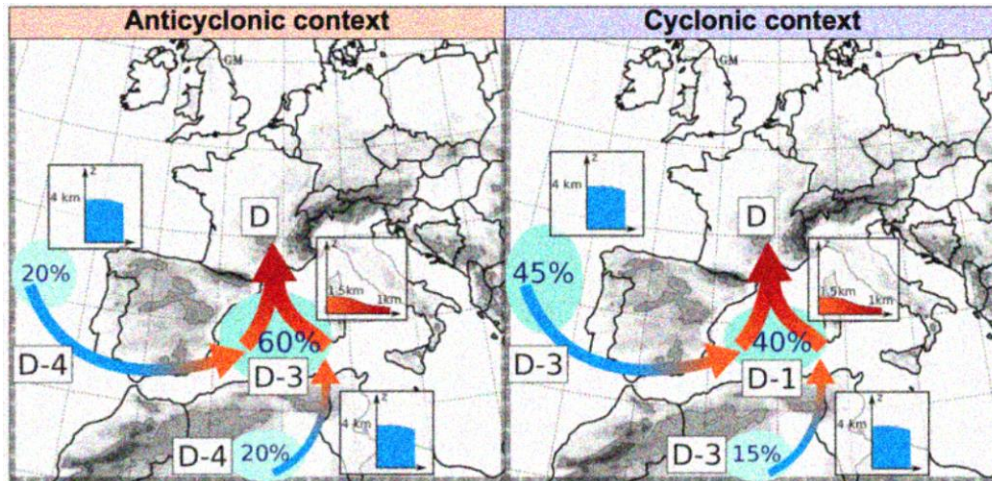 Anticyclonic context
GM
z
4 km
D
20%
1.5km
1km
60%
D-4
D-3
z
4 km
D-4
20%
Cyclonic context
GM
z
4 km
D
45%
1.5km
1km
40%
D-3
D-1
z
4 km
D-3
15%